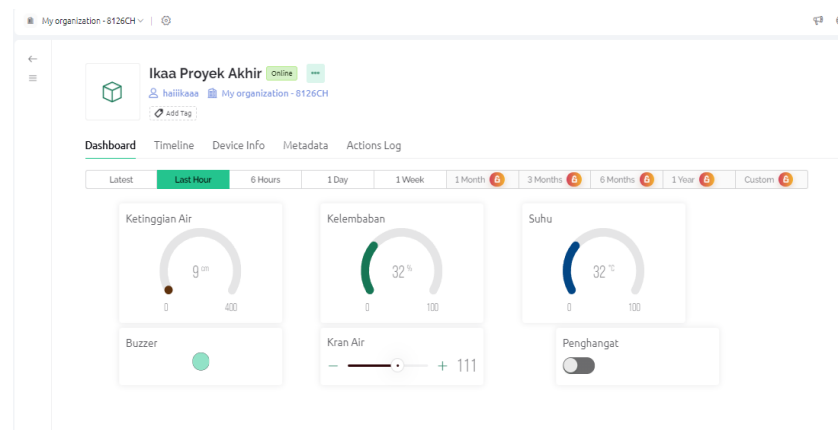 My organization - 8126CH
Ikaa Proyek Akhir Online
haiiikaaa My organization - 8126CH
Add Tag
Dashboard Timeline Device Info Metadata Actions Log
Latest Last Hour 6 Hours 1 Day 1 Week 1 Month 3 Months 6 Months 1 Year Custom
Ketinggian Air Kelembaban Suhu
9 cm 32 % 32 °C
0 400 0 100 0 100
Buzzer Kran Air Penghangat
− + 111